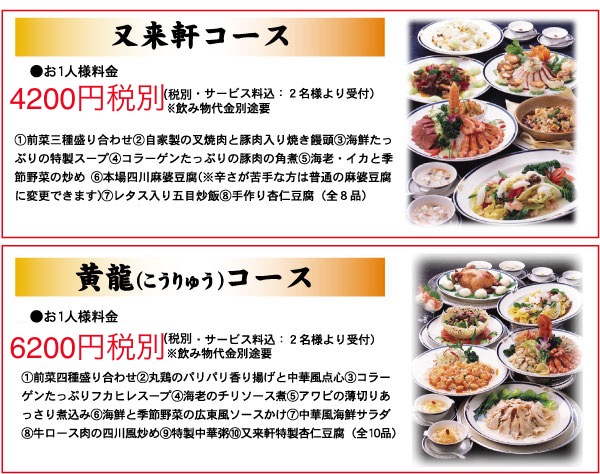 又来軒コース
●お1人様料金
4200円税別(税別・サービス料込：２名様より受付)
※飲み物代金別途要
①前菜三種盛り合わせ②自家製の叉焼肉と豚肉入り焼き饅頭③海鮮た
っぷりの特製スープ④コラーゲンたっぷりの豚肉の角煮⑤海老・イカと季
節野菜の炒め ⑥本場四川麻婆豆腐(※辛さが苦手な方は普通の麻婆豆腐
に変更できます)⑦レタス入り五目炒飯⑧手作り杏仁豆腐（全８品）
黄龍(こうりゅう)コース
●お1人様料金
6200円税別(税別・サービス料込：２名様より受付)
※飲み物代金別途要
①前菜四種盛り合わせ②丸鶏のパリパリ香り揚げと中華風点心③コラー
ゲンたっぷりフカヒレスープ④海老のチリソース煮⑤アワビの薄切りあ
っさり煮込み⑥海鮮と季節野菜の広東風ソースかけ⑦中華風海鮮サラダ
⑧牛ロース肉の四川風炒め⑨特製中華粥⑩又来軒特製杏仁豆腐（全10品）